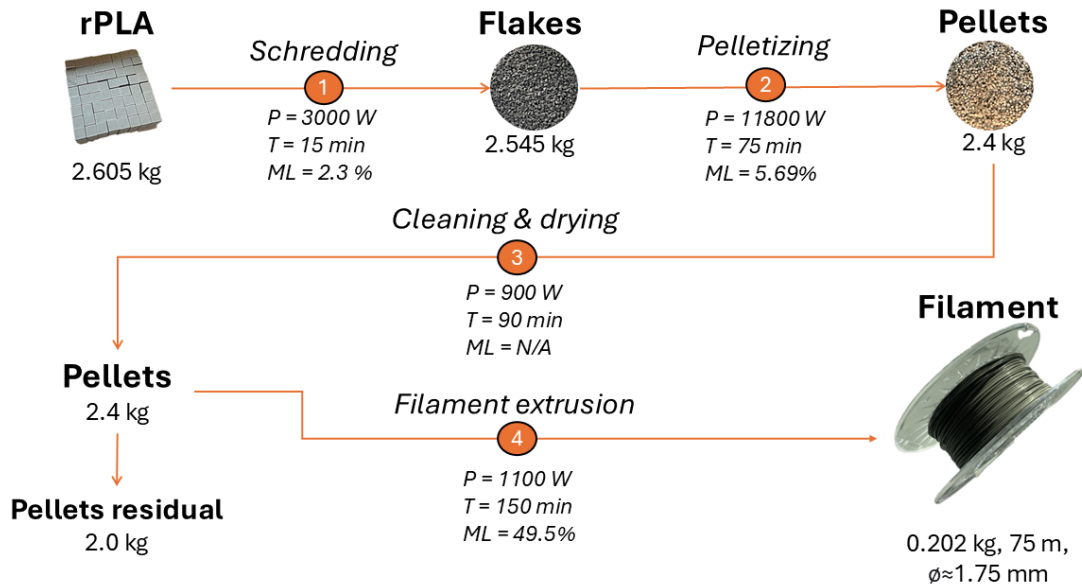 rPLA
2.605 kg
Schredding
1
P = 3000 W
T = 15 min
ML = 2.3 %
Flakes
2.545 kg
Pelletizing
2
P = 11800 W
T = 75 min
ML = 5.69%
Pellets
2.4 kg
Cleaning & drying
3
P = 900 W
T = 90 min
ML = N/A
Pellets
2.4 kg
Pellets residual
2.0 kg
Filament extrusion
4
P = 1100 W
T = 150 min
ML = 49.5%
Filament
0.202 kg, 75 m,
ø≈1.75 mm